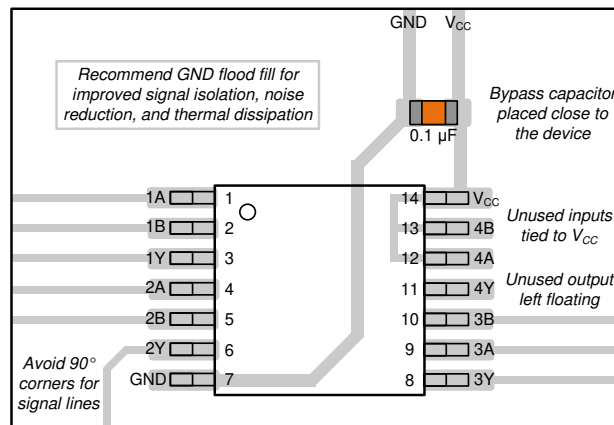 GND VCC
Recommend GND flood fill for
improved signal isolation, noise
reduction, and thermal dissipation
Bypass capacitor
placed close to
the device
0.1 µF
1A 1 14 VCC
1B 2 13 4B
Unused inputs
tied to VCC
1Y 3 12 4A
2A 4 11 4Y
Unused output
left floating
2B 5 10 3B
2Y 6 9 3A
Avoid 90°
corners for
signal lines
GND 7 8 3Y